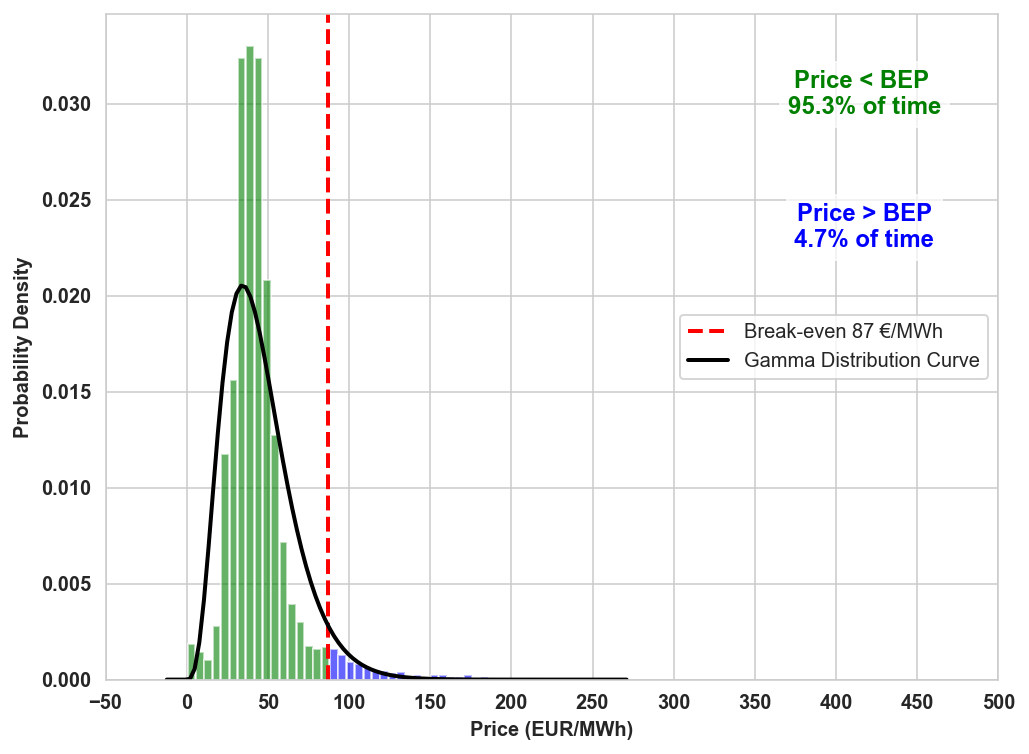 Price < BEP
95.3% of time
Price > BEP
4.7% of time
Break-even 87 €/MWh
Gamma Distribution Curve
Probability Density
0.030
0.025
0.020
0.015
0.010
0.005
0.000
−50 0 50 100 150 200 250 300 350 400 450 500
Price (EUR/MWh)